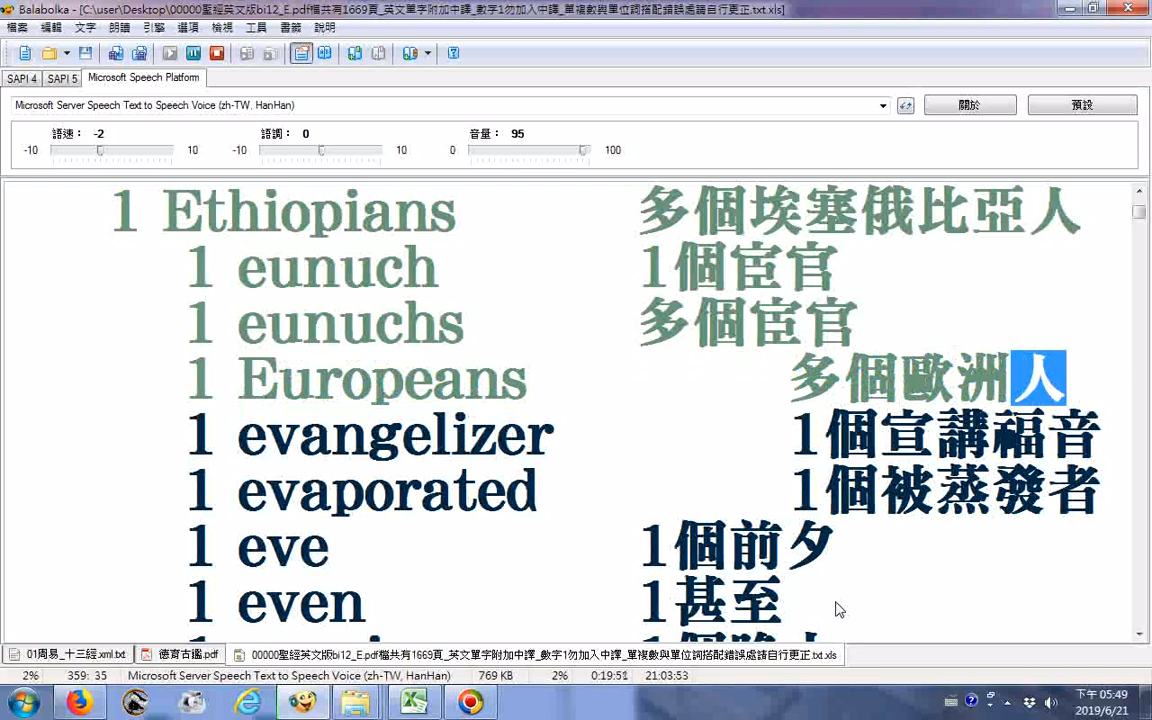 Balabolka - [C:\user\Desktop\00000聖經英文版bi12_E.pdf檔共有1669頁_英文單字附加中譯_數字1勿加入中譯_單複數與單位詞搭配錯誤處請自行更正.txt.xls]
檔案 編輯 文字 朗讀 引擎 選項 檢視 工具 書籤 說明
SAPI 4 SAPI 5 Microsoft Speech Platform
Microsoft Server Speech Text to Speech Voice (zh-TW, HanHan) 關於 預設
語速： -2 語調： 0 音量： 95
-10 10 -10 10 0 100
1 Ethiopians 多個埃塞俄比亞人
1 eunuch 1個宦官
1 eunuchs 多個宦官
1 Europeans 多個歐洲人
1 evangelizer 1個宣講福音
1 evaporated 1個被蒸發者
1 eve 1個前夕
1 even 1甚至
01周易_十三經.xml.txt 德育古鑑.pdf 00000聖經英文版bi12_E.pdf檔共有1669頁_英文單字附加中譯_數字1勿加入中譯_單複數與單位詞搭配錯誤處請自行更正.txt.xls
2% 359: 35 Microsoft Server Speech Text to Speech Voice (zh-TW, HanHan) 769 KB 2% 0:19:51 21:03:53
下午 05:49
2019/6/21